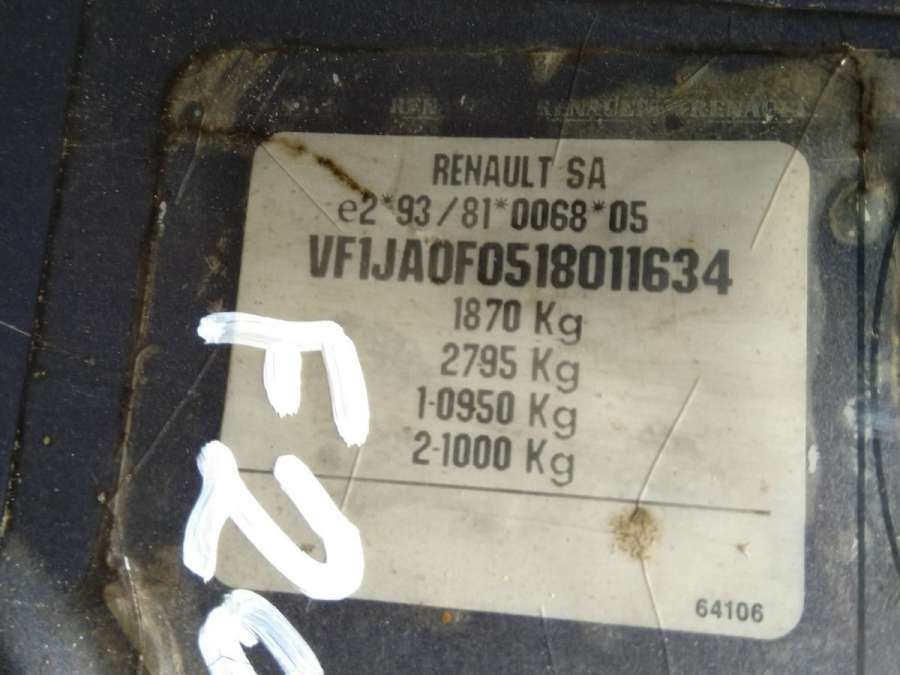 RENAULT SA
e2*93/81*0068*05
VF1JA0F0518011634
1870 Kg
2795 Kg
1-0950 Kg
2-1000 Kg
64106